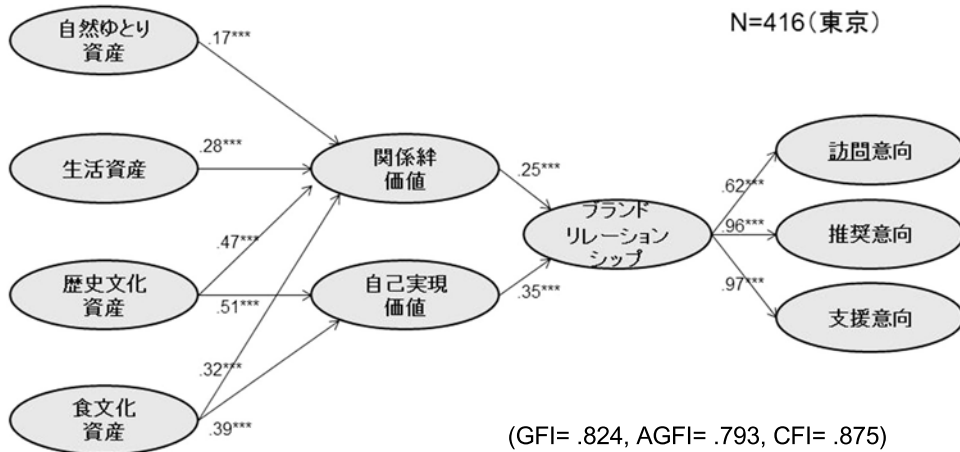 N=416(東京)
自然ゆとり
資産
.17***
生活資産
.28***
関係絆
価値
.25***
訪問意向
.62***
ブランド
リレーション
シップ
.96***
推奨意向
.47***
歴史文化
資産
.51***
自己実現
価値
.35***
.97***
支援意向
.32***
食文化
資産
.39***
(GFI= .824, AGFI= .793, CFI= .875)